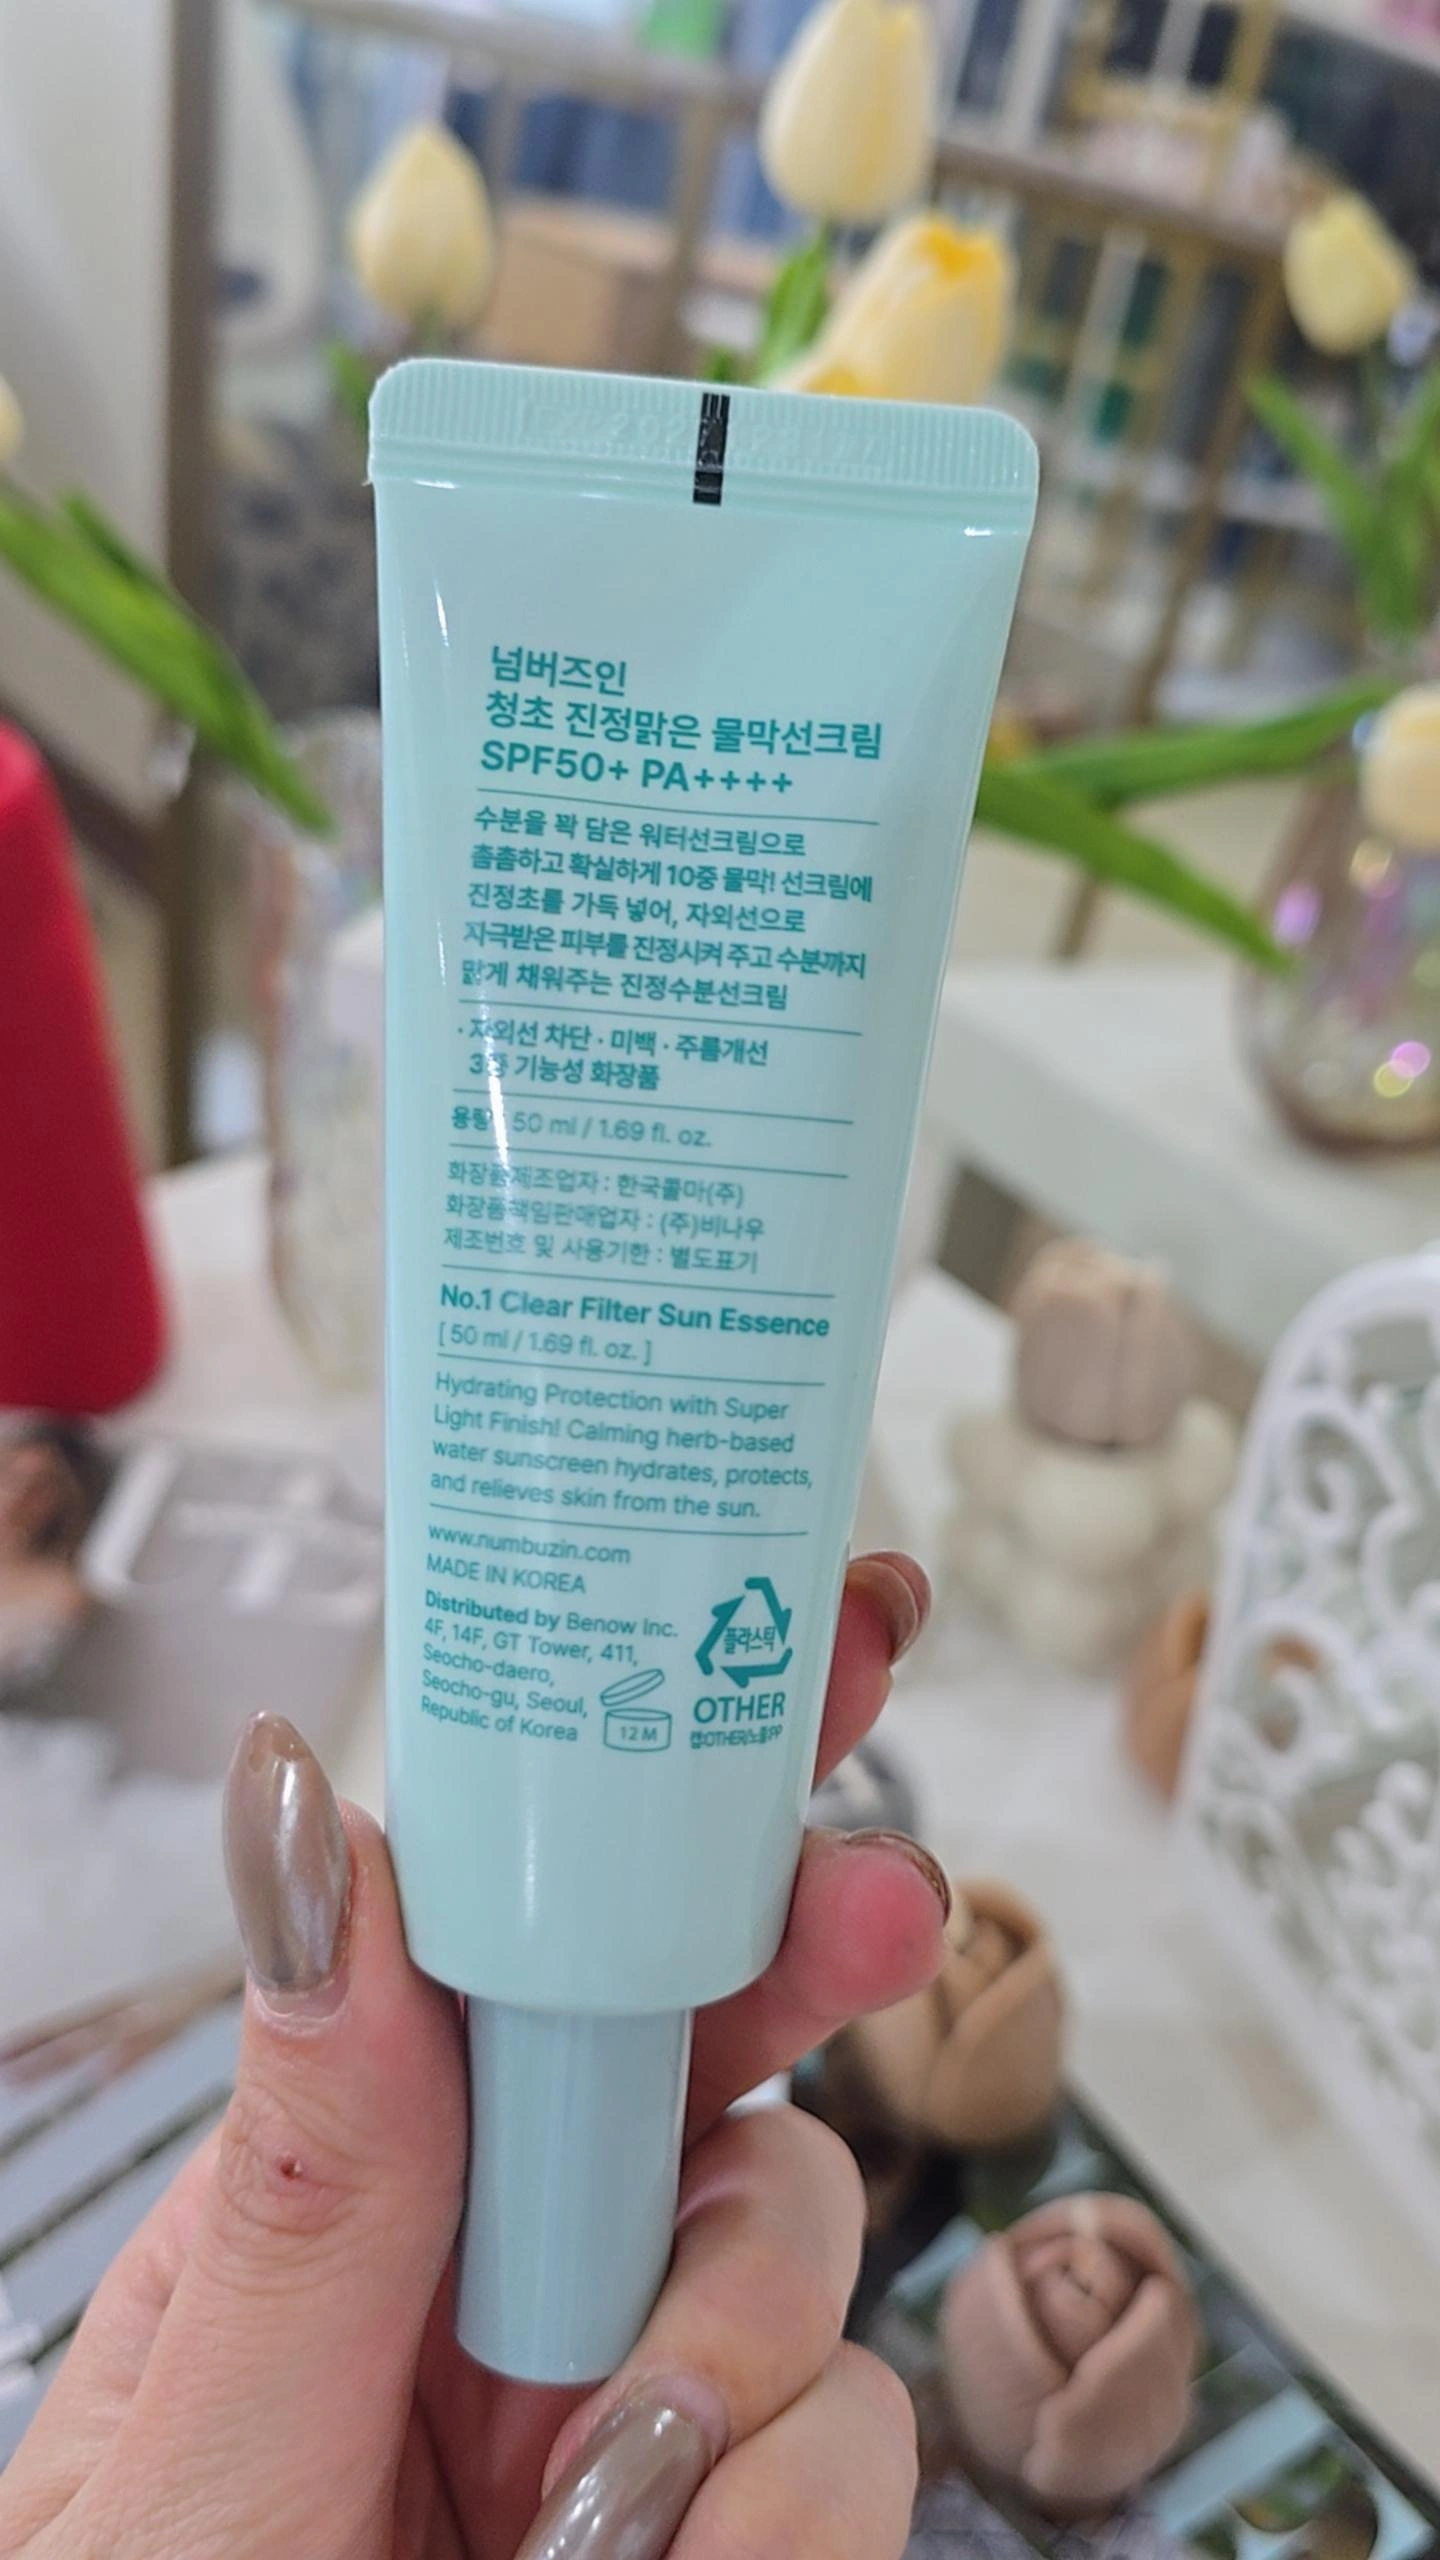 넘버즈인
청초 진정맑은 물막선크림
SPF50+ PA++++
수분을 꽉 담은 워터선크림으로
촘촘하고 확실하게 10중 물막! 선크림에
진정초를 가득 넣어, 자외선으로
자극받은 피부를 진정시켜 주고 수분까지
맑게 채워주는 진정수분선크림
· 자외선 차단 · 미백 · 주름개선
3중 기능성 화장품
용량 50 ml / 1.69 fl. oz.
화장품제조업자 : 한국콜마(주)
화장품책임판매업자 : (주)비나우
제조번호 및 사용기한 : 별도표기
No.1 Clear Filter Sun Essence
[ 50 ml / 1.69 fl. oz. ]
Hydrating Protection with Super
Light Finish! Calming herb-based
water sunscreen hydrates, protects,
and relieves skin from the sun.
www.numbuzin.com
MADE IN KOREA
Distributed by Benow Inc.
4F, 14F, GT Tower, 411,
Seocho-daero,
Seocho-gu, Seoul,
Republic of Korea
12 M
플라스틱
OTHER
캡:OTHER/노즐:PP